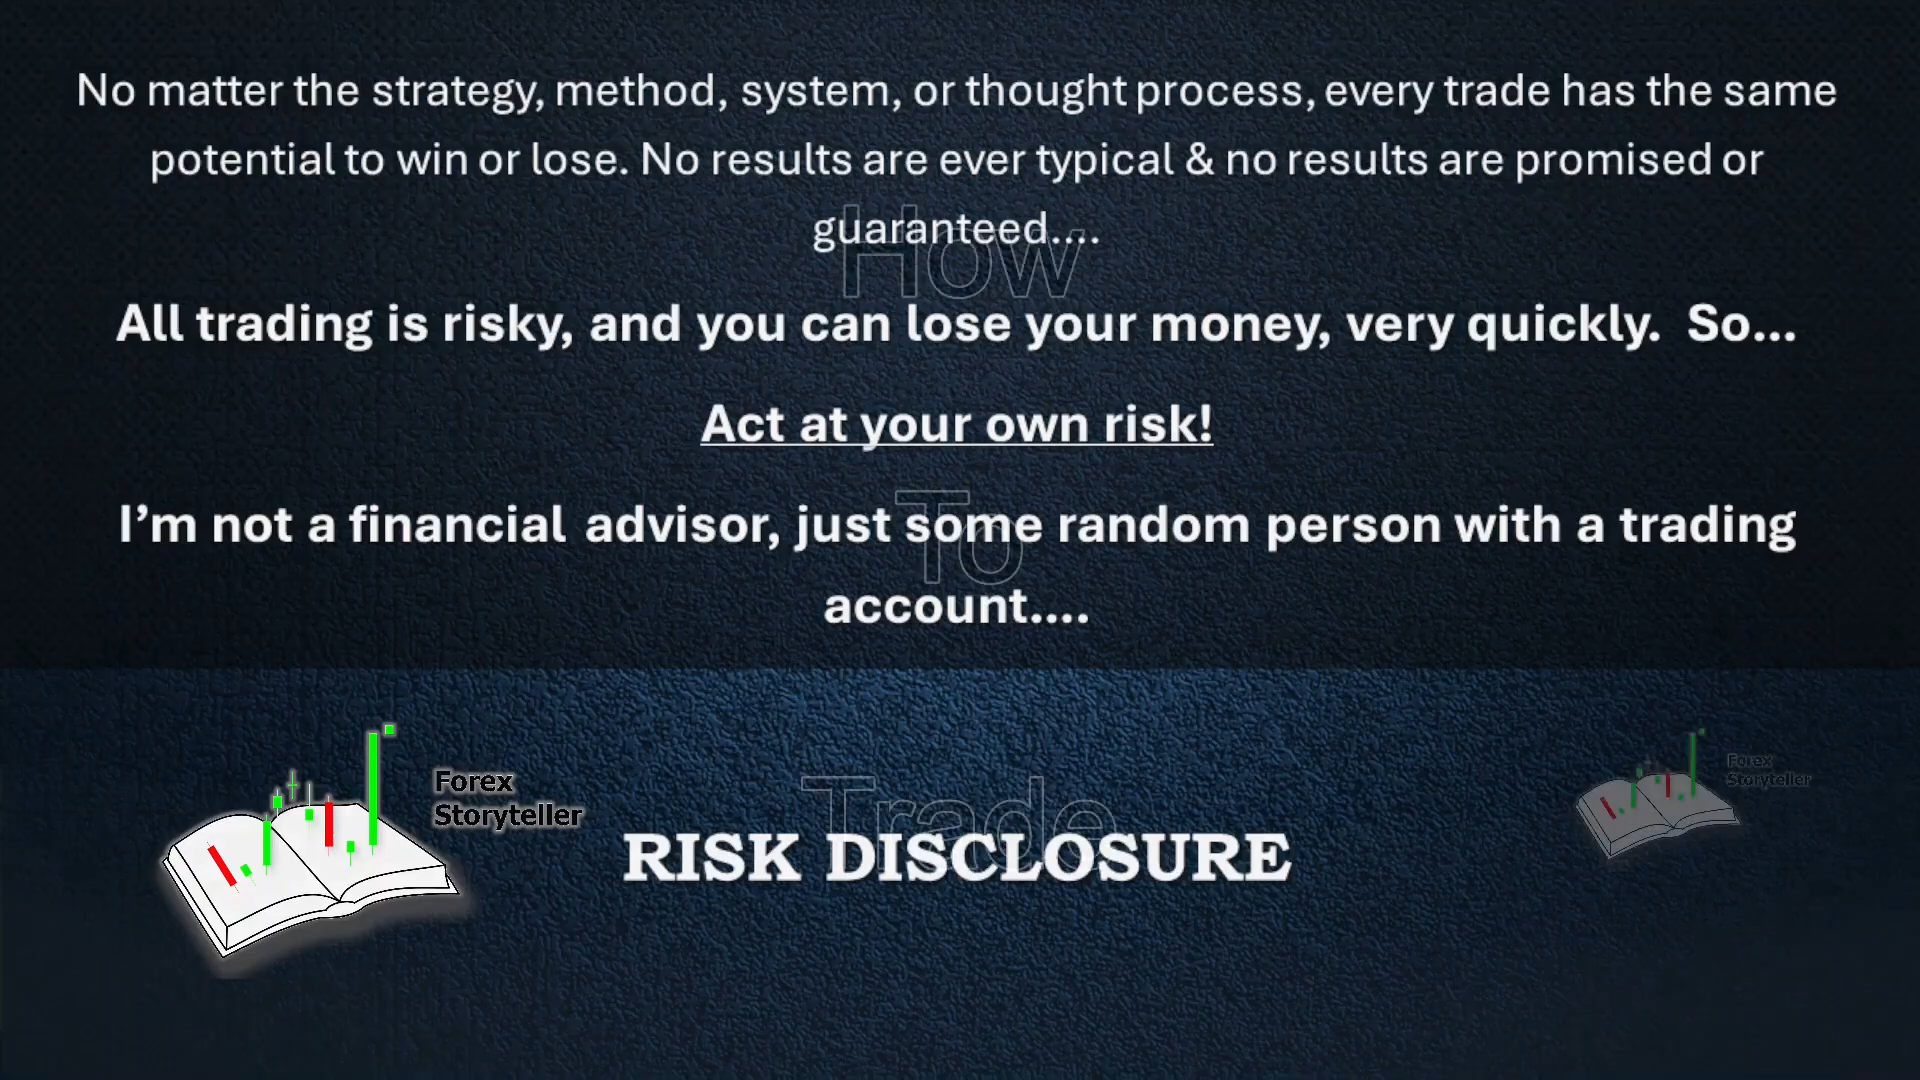 No matter the strategy, method, system, or thought process, every trade has the same
potential to win or lose. No results are ever typical & no results are promised or
guaranteed....
How
All trading is risky, and you can lose your money, very quickly.  So...
Act at your own risk!
I’m not a financial advisor, just some random person with a trading
To
account....
Forex
Storyteller
Forex
Storyteller
Trade
RISK DISCLOSURE